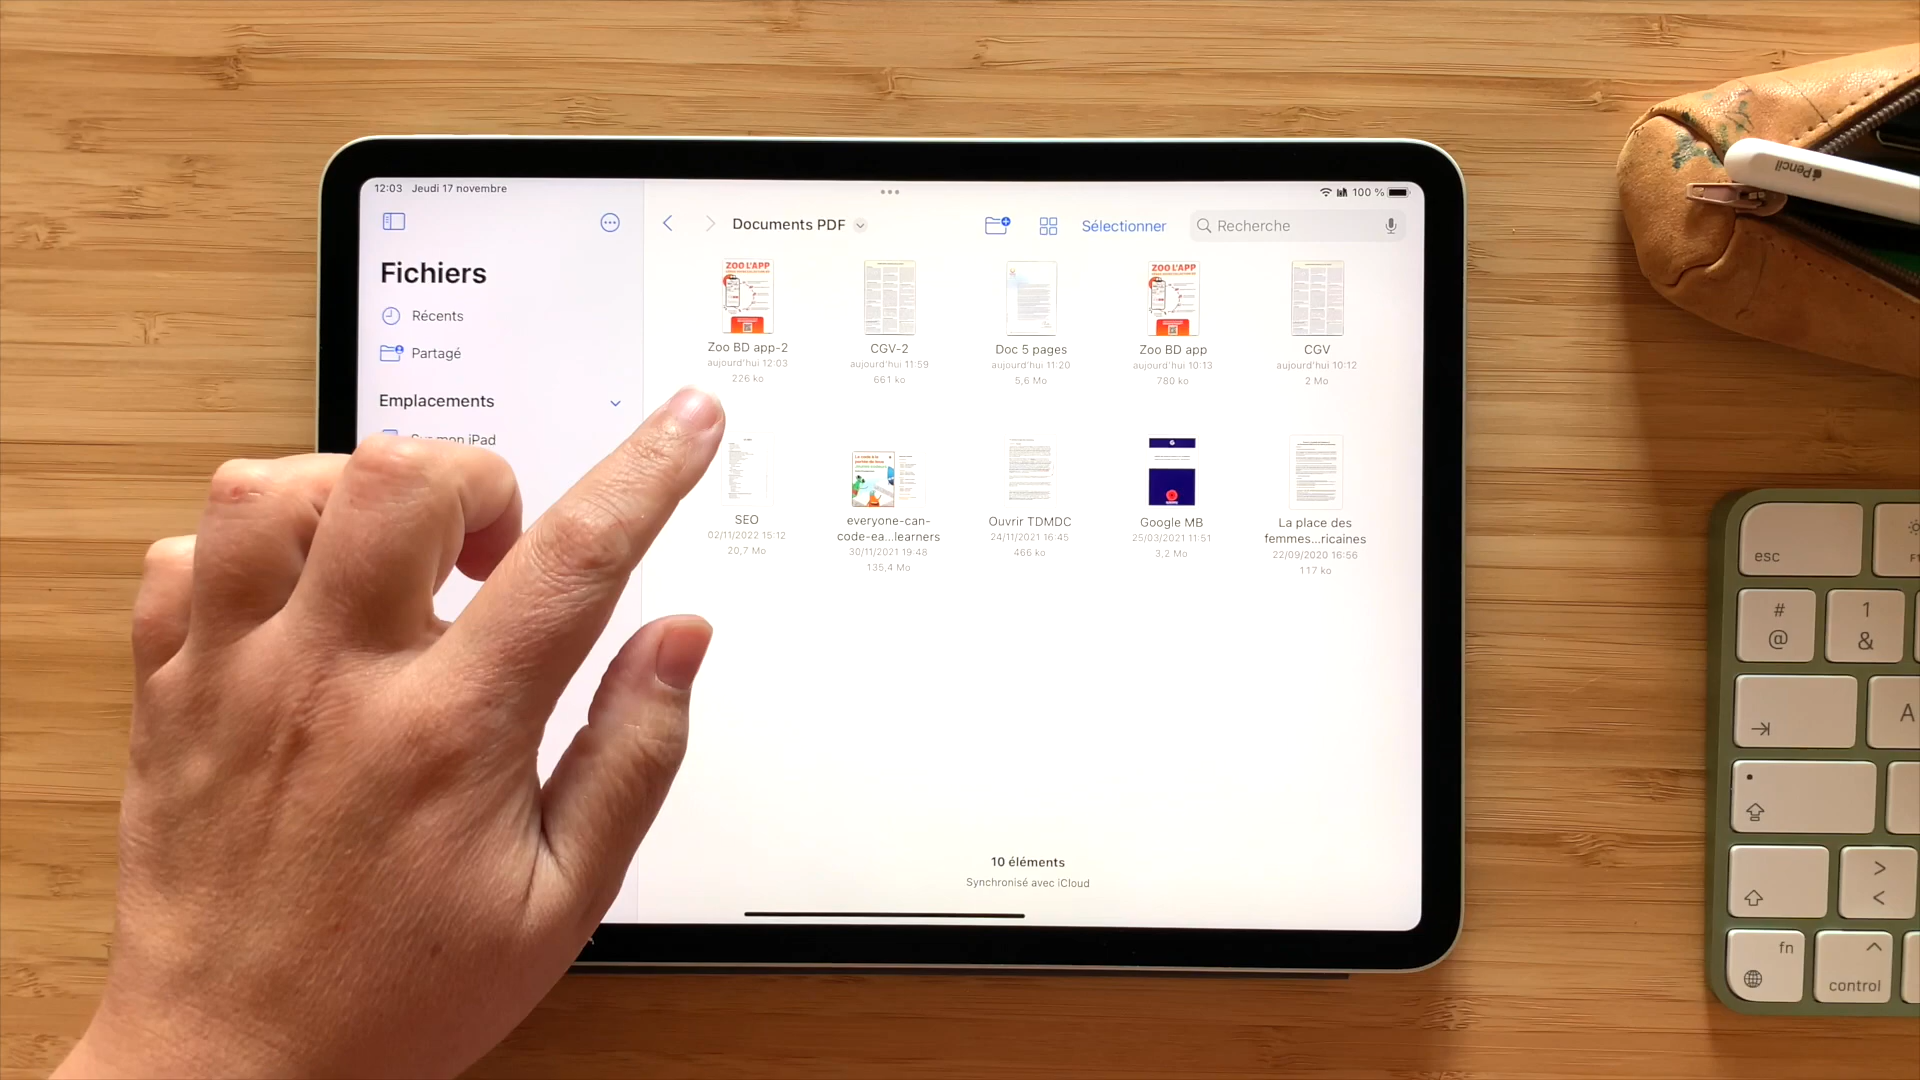 12:03 Jeudi 17 novembre
100 %
Fichiers
Récents
Partagé
Emplacements
Sur mon iPad
Documents PDF
Sélectionner
Recherche
ZOO L'APP
ZOO L'APP
Zoo BD app-2
aujourd'hui 12:03
226 ko
CGV-2
aujourd'hui 11:59
661 ko
Doc 5 pages
aujourd'hui 11:20
5,6 Mo
Zoo BD app
aujourd'hui 10:13
780 ko
CGV
aujourd'hui 10:12
2 Mo
SEO
02/11/2022 15:12
20,7 Mo
everyone-can-
code-ea...learners
30/11/2021 19:48
135,4 Mo
Ouvrir TDMDC
24/11/2021 16:45
466 ko
Google MB
25/03/2021 11:51
3,2 Mo
La place des
femmes...ricaines
22/09/2020 16:56
117 ko
10 éléments
Synchronisé avec iCloud
Pencil
esc
F1
# 1
@ &
A
>
<
fn
control